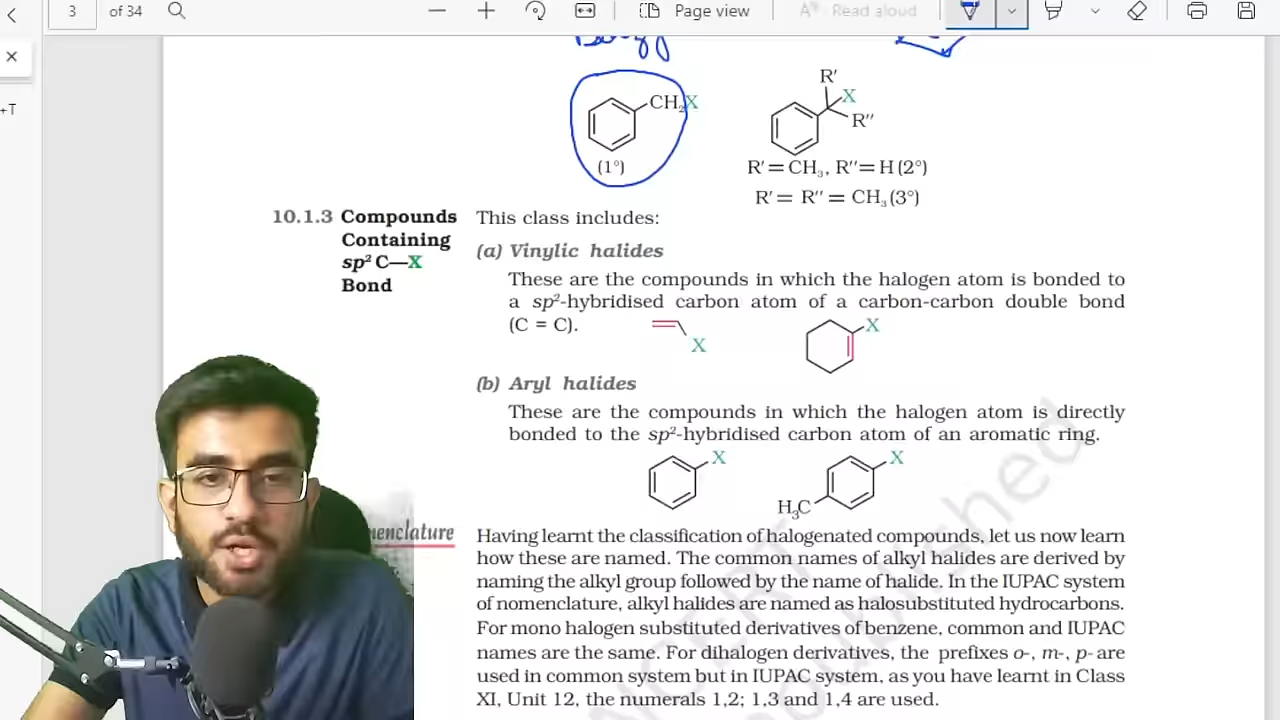 3 of 34 Page view Read aloud
+T
CH₂X
(1°)
R′
X
R″
R′ = CH₃, R″ = H (2°)
R′ = R″ = CH₃ (3°)
10.1.3 Compounds Containing sp² C—X Bond
This class includes:
(a) Vinylic halides
These are the compounds in which the halogen atom is bonded to
a sp²-hybridised carbon atom of a carbon-carbon double bond
(C = C).
X
X
(b) Aryl halides
These are the compounds in which the halogen atom is directly
bonded to the sp²-hybridised carbon atom of an aromatic ring.
X
X
H₃C
enclature
Having learnt the classification of halogenated compounds, let us now learn
how these are named. The common names of alkyl halides are derived by
naming the alkyl group followed by the name of halide. In the IUPAC system
of nomenclature, alkyl halides are named as halosubstituted hydrocarbons.
For mono halogen substituted derivatives of benzene, common and IUPAC
names are the same. For dihalogen derivatives, the prefixes o-, m-, p- are
used in common system but in IUPAC system, as you have learnt in Class
XI, Unit 12, the numerals 1,2; 1,3 and 1,4 are used.